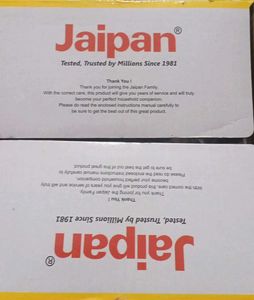 Jaipan®
Tested, Trusted by Millions Since 1981
Thank You !
Thank you for joining the Jaipan Family.
With the correct care, this product will give you years of service and will truly
become your perfect household companion.
Please do read the enclosed instructions manual carefully to
be sure to get the best out of this great product.
Jaipan®
Tested, Trusted by Millions Since 1981
Thank You !
Thank you for joining the Jaipan Family.
With the correct care, this product will give you years of service and will truly
become your perfect household companion.
Please do read the enclosed instructions manual carefully to
be sure to get the best out of this great product